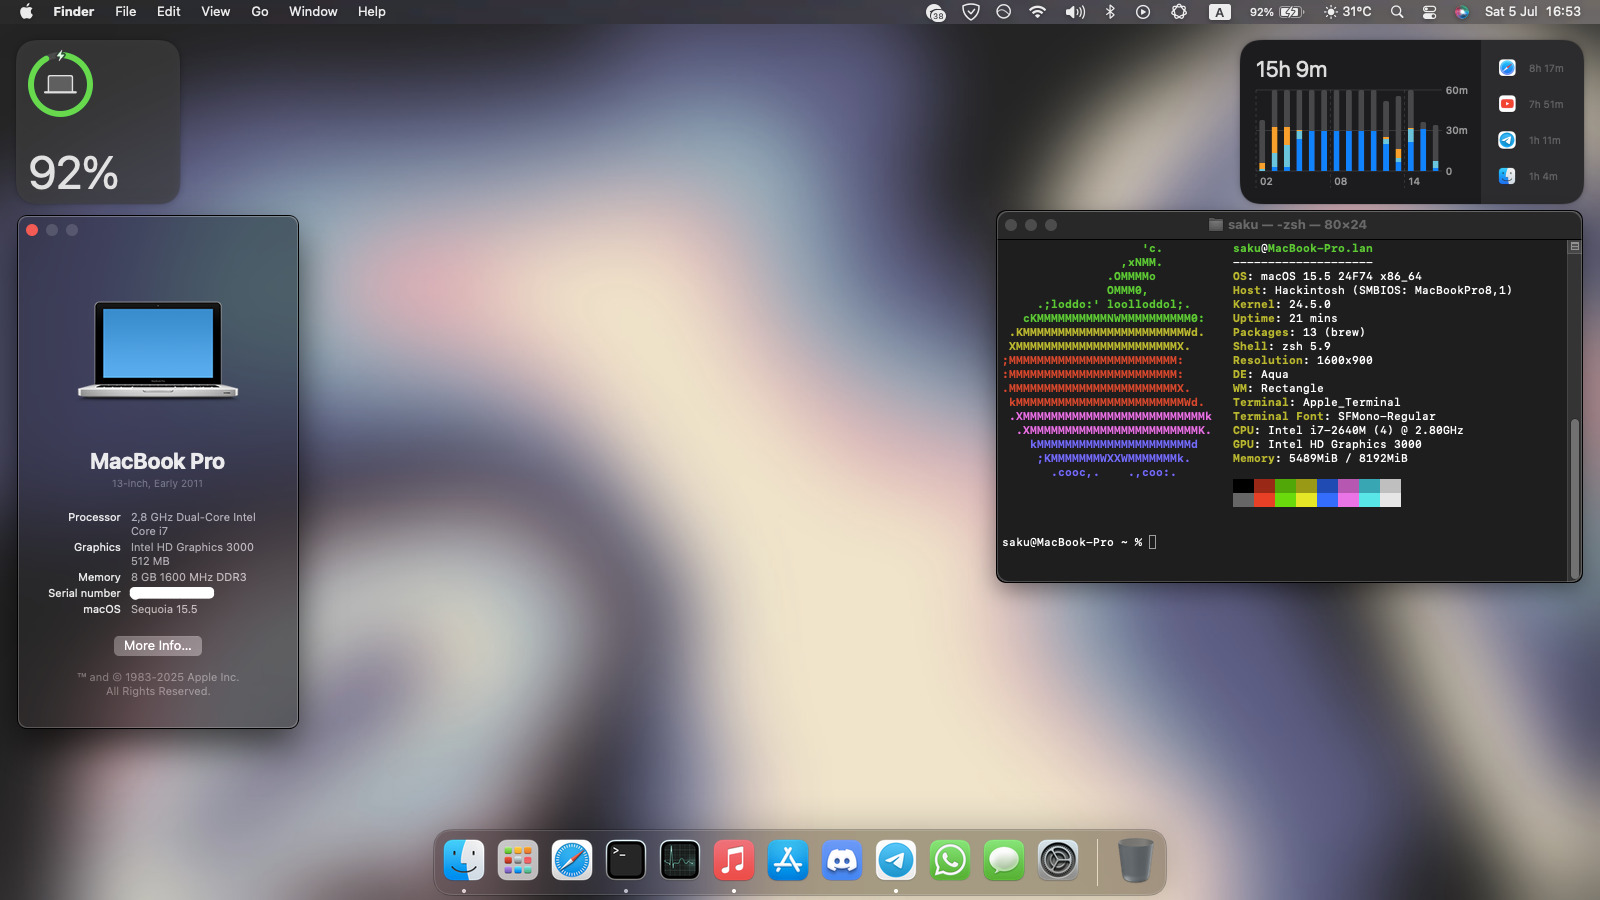 Finder File Edit View Go Window Help
38 A 92% 31°C Sat 5 Jul 16:53
92%
15h 9m
60m
30m
0
02 08 14
8h 17m
7h 51m
1h 11m
1h 4m
MacBook Pro
13-inch, Early 2011
Processor 2,8 GHz Dual-Core Intel
Core i7
Graphics Intel HD Graphics 3000
512 MB
Memory 8 GB 1600 MHz DDR3
Serial number
macOS Sequoia 15.5
More Info...
™ and © 1983-2025 Apple Inc.
All Rights Reserved.
saku — -zsh — 80×24
'c. saku@MacBook-Pro.lan
,xNMM. --------------------
.OMMMMo OS: macOS 15.5 24F74 x86_64
OMMM0, Host: Hackintosh (SMBIOS: MacBookPro8,1)
.;loddo:' loolloddol;. Kernel: 24.5.0
cKMMMMMMMMMMNWMMMMMMMMMM0: Uptime: 21 mins
.KMMMMMMMMMMMMMMMMMMMMMMMWd. Packages: 13 (brew)
XMMMMMMMMMMMMMMMMMMMMMMMX. Shell: zsh 5.9
;MMMMMMMMMMMMMMMMMMMMMMMM: Resolution: 1600x900
:MMMMMMMMMMMMMMMMMMMMMMMM: DE: Aqua
.MMMMMMMMMMMMMMMMMMMMMMMMX. WM: Rectangle
kMMMMMMMMMMMMMMMMMMMMMMMMWd. Terminal: Apple_Terminal
.XMMMMMMMMMMMMMMMMMMMMMMMMMMk Terminal Font: SFMono-Regular
.XMMMMMMMMMMMMMMMMMMMMMMMMK. CPU: Intel i7-2640M (4) @ 2.80GHz
kMMMMMMMMMMMMMMMMMMMMMMd GPU: Intel HD Graphics 3000
;KMMMMMMMWXXWMMMMMMMk. Memory: 5489MiB / 8192MiB
.cooc,. .,coo:.
saku@MacBook-Pro ~ %
>_